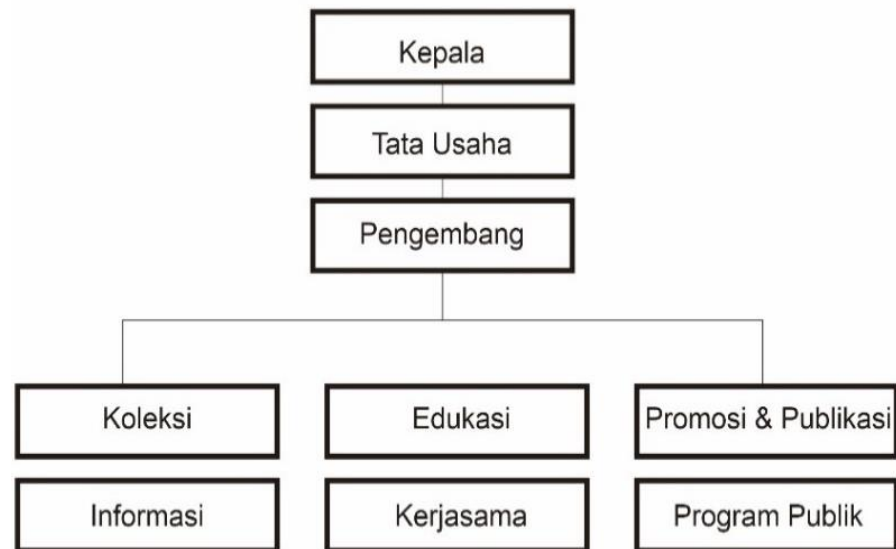 Kepala
Tata Usaha
Pengembang
Koleksi
Edukasi
Promosi & Publikasi
Informasi
Kerjasama
Program Publik